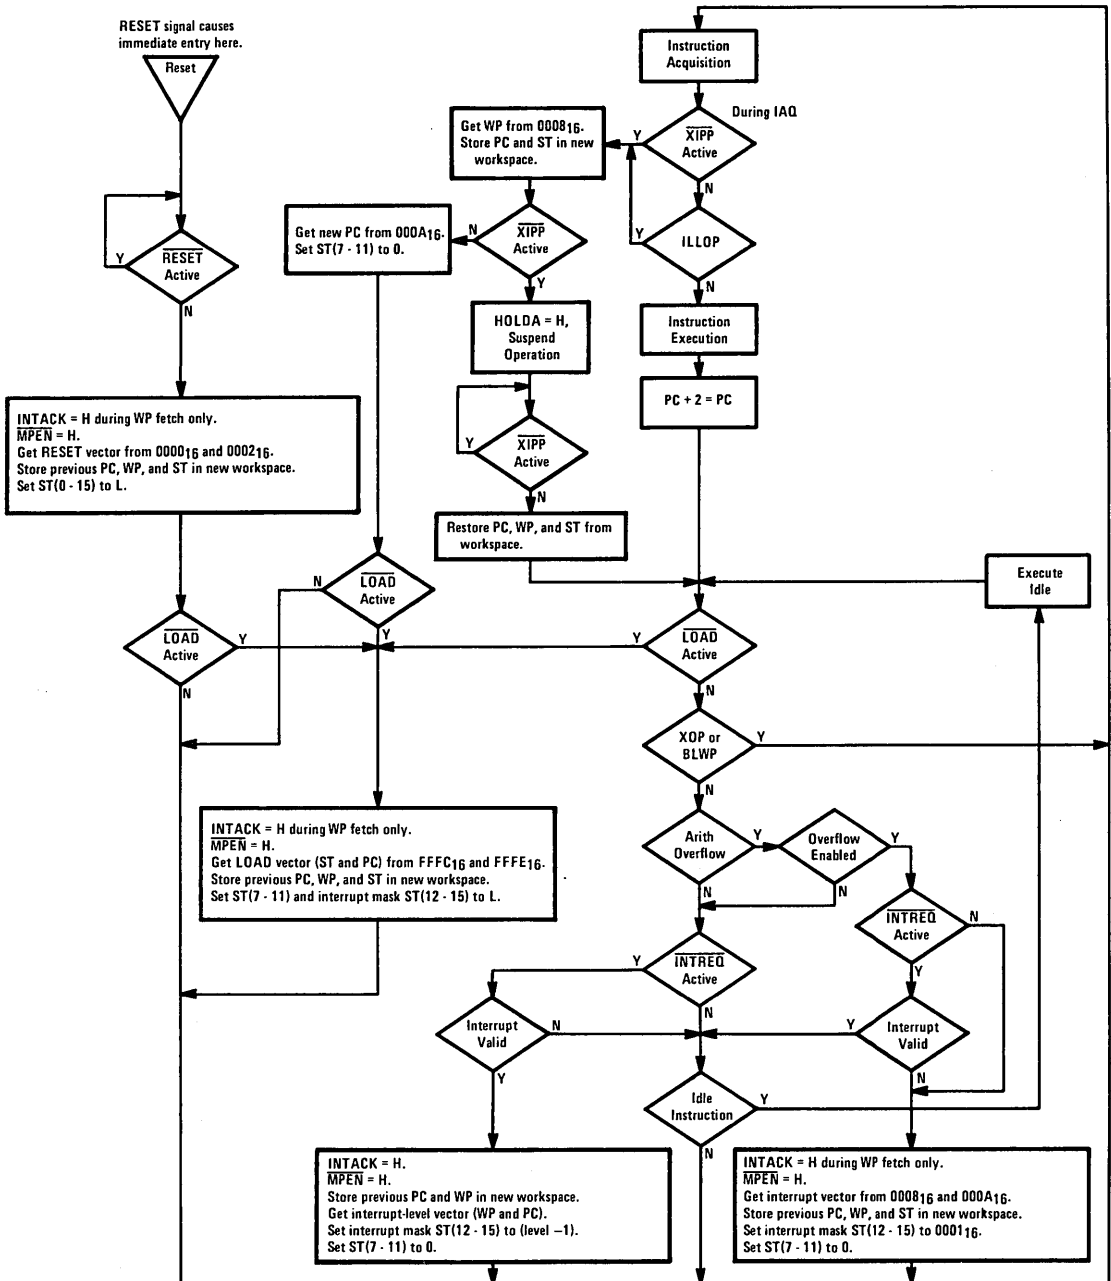 RESET signal causes
immediate entry here.
Reset
RESET
Active
Y
N
INTACK = H during WP fetch only.
MPEN = H.
Get RESET vector from 0000₁₆ and 0002₁₆.
Store previous PC, WP, and ST in new workspace.
Set ST(0 - 15) to L.
LOAD
Active
Y
N
Instruction
Acquisition
During IAQ
XIPP
Active
Y
N
ILLOP
Y
N
Get WP from 0008₁₆.
Store PC and ST in new
workspace.
XIPP
Active
N
Y
Get new PC from 000A₁₆.
Set ST(7 - 11) to 0.
HOLDA = H,
Suspend
Operation
XIPP
Active
Y
N
Restore PC, WP, and ST from
workspace.
LOAD
Active
N
Y
Instruction
Execution
PC + 2 = PC
Execute
Idle
LOAD
Active
Y
N
XOP or
BLWP
Y
N
INTACK = H during WP fetch only.
MPEN = H.
Get LOAD vector (ST and PC) from FFFC₁₆ and FFFE₁₆.
Store previous PC, WP, and ST in new workspace.
Set ST(7 - 11) and interrupt mask ST(12 - 15) to L.
Arith
Overflow
Y
N
Overflow
Enabled
Y
N
INTREQ
Active
N
Y
INTREQ
Active
Y
N
Interrupt
Valid
N
Y
Interrupt
Valid
Y
N
Idle
Instruction
Y
N
INTACK = H.
MPEN = H.
Store previous PC and WP in new workspace.
Get interrupt-level vector (WP and PC).
Set interrupt mask ST(12 - 15) to (level −1).
Set ST(7 - 11) to 0.
INTACK = H during WP fetch only.
MPEN = H.
Get interrupt vector from 0008₁₆ and 000A₁₆.
Store previous PC, WP, and ST in new workspace.
Set interrupt mask ST(12 - 15) to 0001₁₆.
Set ST(7 - 11) to 0.